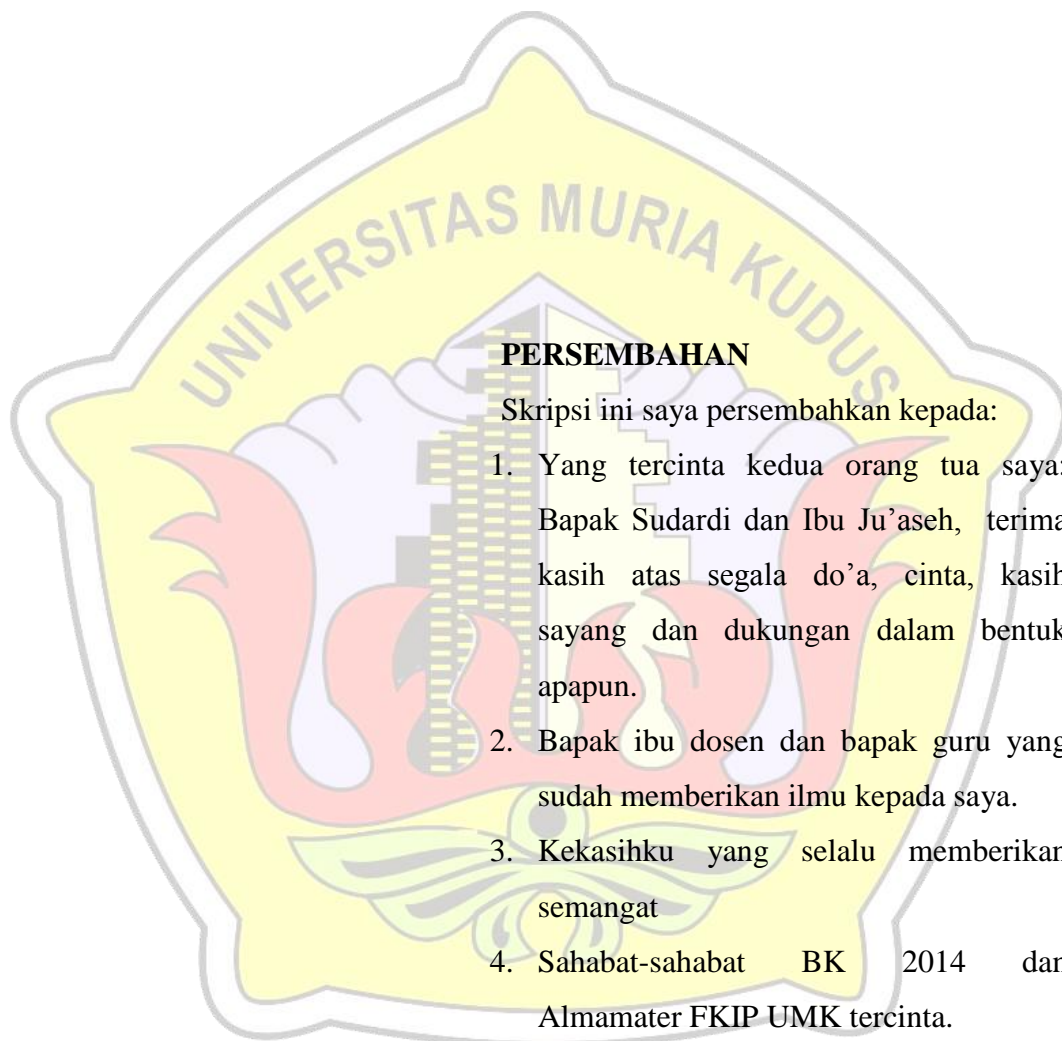 UNIVERSITAS MURIA KUDUS
PERSEMBAHAN
Skripsi ini saya persembahkan kepada:
1. Yang tercinta kedua orang tua saya:
Bapak Sudardi dan Ibu Ju’aseh, terima
kasih atas segala do’a, cinta, kasih
sayang dan dukungan dalam bentuk
apapun.
2. Bapak ibu dosen dan bapak guru yang
sudah memberikan ilmu kepada saya.
3. Kekasihku yang selalu memberikan
semangat
4. Sahabat-sahabat BK 2014 dan
Almamater FKIP UMK tercinta.